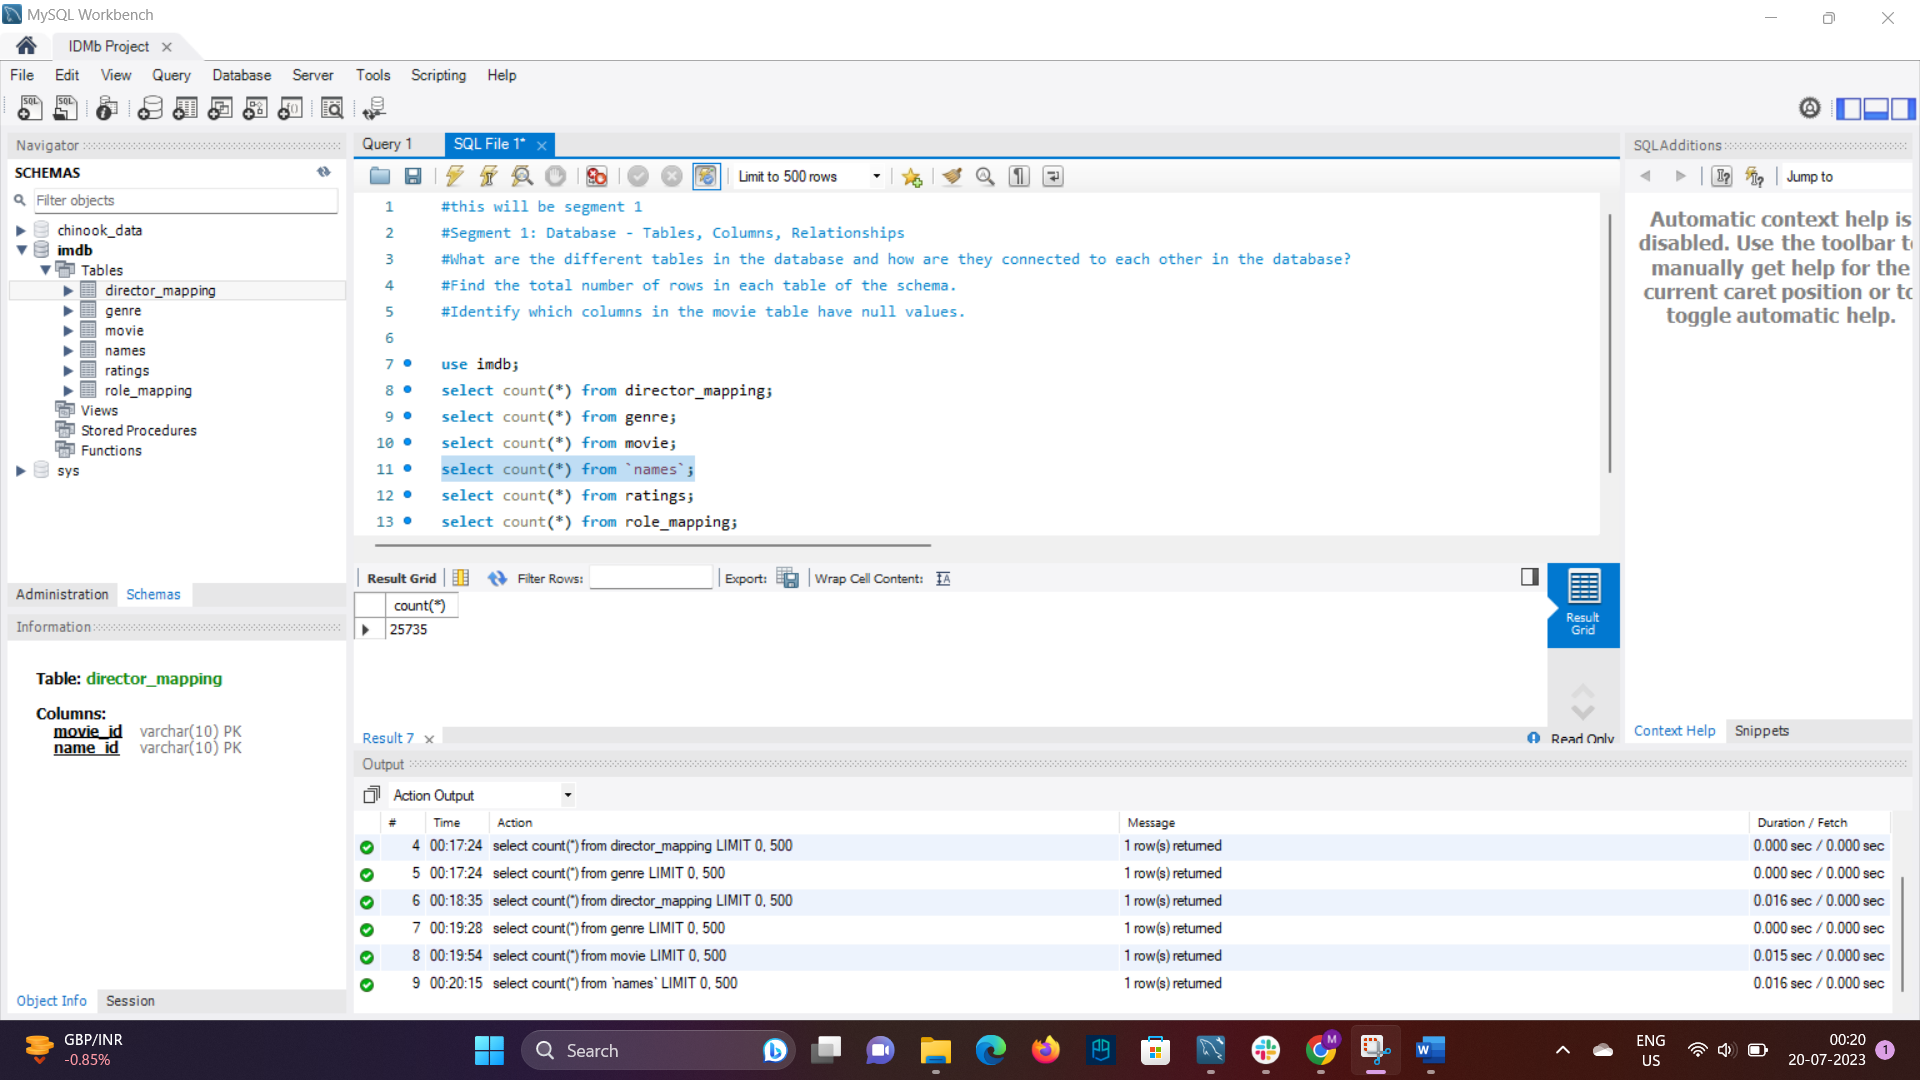 MySQL Workbench
IDMb Project
File Edit View Query Database Server Tools Scripting Help
Navigator
SCHEMAS
Filter objects
chinook_data
imdb
Tables
director_mapping
genre
movie
names
ratings
role_mapping
Views
Stored Procedures
Functions
sys
Administration Schemas
Information
Table: director_mapping
Columns:
movie_id varchar(10) PK
name_id varchar(10) PK
Object Info Session
Query 1 SQL File 1*
Limit to 500 rows
1 #this will be segment 1
2 #Segment 1: Database - Tables, Columns, Relationships
3 #What are the different tables in the database and how are they connected to each other in the database?
4 #Find the total number of rows in each table of the schema.
5 #Identify which columns in the movie table have null values.
6
7 use imdb;
8 select count(*) from director_mapping;
9 select count(*) from genre;
10 select count(*) from movie;
11 select count(*) from `names`;
12 select count(*) from ratings;
13 select count(*) from role_mapping;
Result Grid Filter Rows: Export: Wrap Cell Content:
count(*)
25735
Result Grid
Result 7
Read Only
SQLAdditions
Jump to
Automatic context help is
disabled. Use the toolbar to
manually get help for the
current caret position or to
toggle automatic help.
Context Help Snippets
Output
Action Output
# Time Action Message Duration / Fetch
4 00:17:24 select count(*) from director_mapping LIMIT 0, 500 1 row(s) returned 0.000 sec / 0.000 sec
5 00:17:24 select count(*) from genre LIMIT 0, 500 1 row(s) returned 0.000 sec / 0.000 sec
6 00:18:35 select count(*) from director_mapping LIMIT 0, 500 1 row(s) returned 0.016 sec / 0.000 sec
7 00:19:28 select count(*) from genre LIMIT 0, 500 1 row(s) returned 0.000 sec / 0.000 sec
8 00:19:54 select count(*) from movie LIMIT 0, 500 1 row(s) returned 0.015 sec / 0.000 sec
9 00:20:15 select count(*) from `names` LIMIT 0, 500 1 row(s) returned 0.016 sec / 0.000 sec
GBP/INR
-0.85%
Search
M
ENG
US
00:20
20-07-2023
1